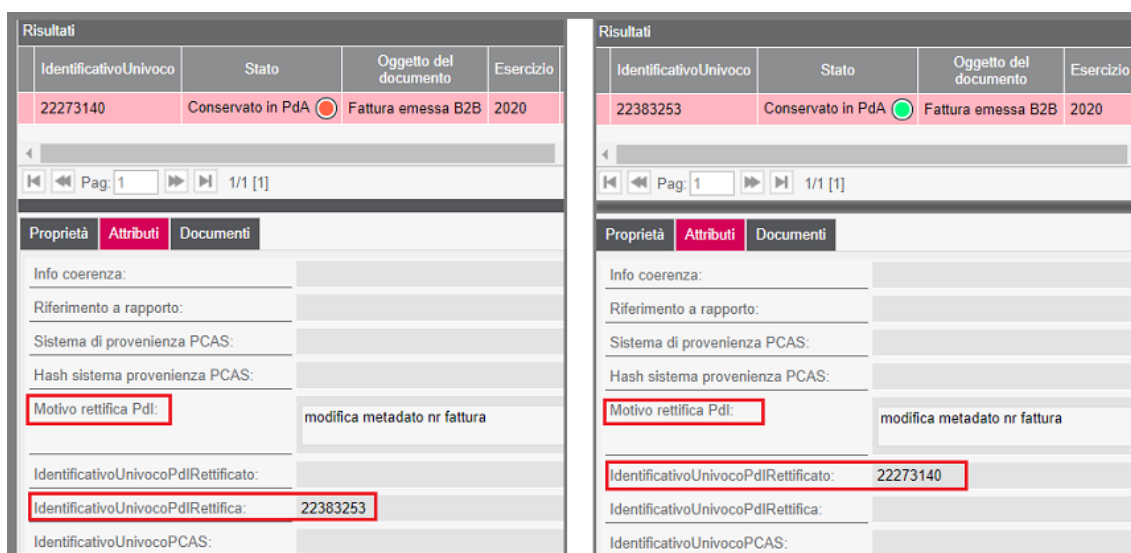 Risultati
IdentificativoUnivoco Stato Oggetto del documento Esercizio
22273140 Conservato in PdA Fattura emessa B2B 2020
Pag: 1 1/1 [1]
Proprietà Attributi Documenti
Info coerenza:
Riferimento a rapporto:
Sistema di provenienza PCAS:
Hash sistema provenienza PCAS:
Motivo rettifica PdI: modifica metadato nr fattura
IdentificativoUnivocoPdIRettificato:
IdentificativoUnivocoPdIRettifica: 22383253
IdentificativoUnivocoPCAS:
Risultati
IdentificativoUnivoco Stato Oggetto del documento Esercizio
22383253 Conservato in PdA Fattura emessa B2B 2020
Pag: 1 1/1 [1]
Proprietà Attributi Documenti
Info coerenza:
Riferimento a rapporto:
Sistema di provenienza PCAS:
Hash sistema provenienza PCAS:
Motivo rettifica PdI: modifica metadato nr fattura
IdentificativoUnivocoPdIRettificato: 22273140
IdentificativoUnivocoPdIRettifica:
IdentificativoUnivocoPCAS: